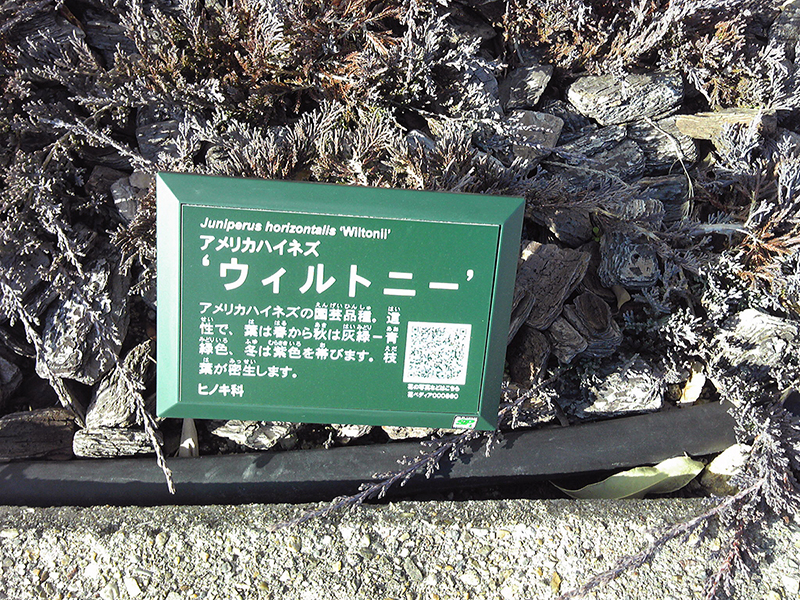 Juniperus horizontalis 'Wiltonii'
アメリカハイネズ
‘ウィルトニー’
アメリカハイネズの園芸品種。這
性で、葉は春から秋は灰緑－青
緑色、冬は紫色を帯びます。枝
葉が密生します。
ヒノキ科